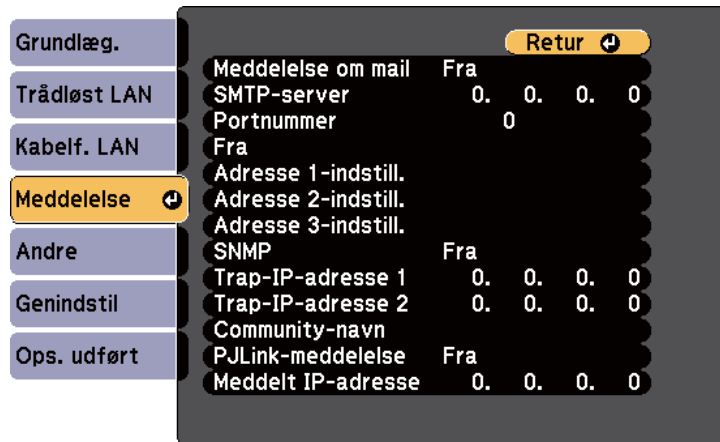 Grundlæg.
Trådløst LAN
Kabelf. LAN
Meddelelse
Andre
Genindstil
Ops. udført
Retur
Meddelelse om mail Fra
SMTP-server 0. 0. 0. 0
Portnummer 0
Fra
Adresse 1-indstill.
Adresse 2-indstill.
Adresse 3-indstill.
SNMP Fra
Trap-IP-adresse 1 0. 0. 0. 0
Trap-IP-adresse 2 0. 0. 0. 0
Community-navn
PJLink-meddelelse Fra
Meddelt IP-adresse 0. 0. 0. 0